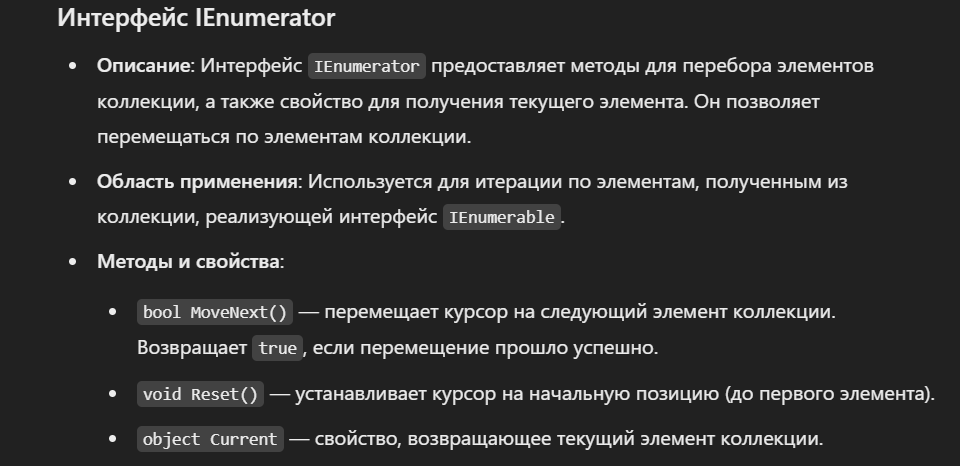 Интерфейс IEnumerator
• Описание: Интерфейс IEnumerator предоставляет методы для перебора элементов
коллекции, а также свойство для получения текущего элемента. Он позволяет
перемещаться по элементам коллекции.
• Область применения: Используется для итерации по элементам, полученным из
коллекции, реализующей интерфейс IEnumerable.
• Методы и свойства:
• bool MoveNext() — перемещает курсор на следующий элемент коллекции.
Возвращает true, если перемещение прошло успешно.
• void Reset() — устанавливает курсор на начальную позицию (до первого элемента).
• object Current — свойство, возвращающее текущий элемент коллекции.